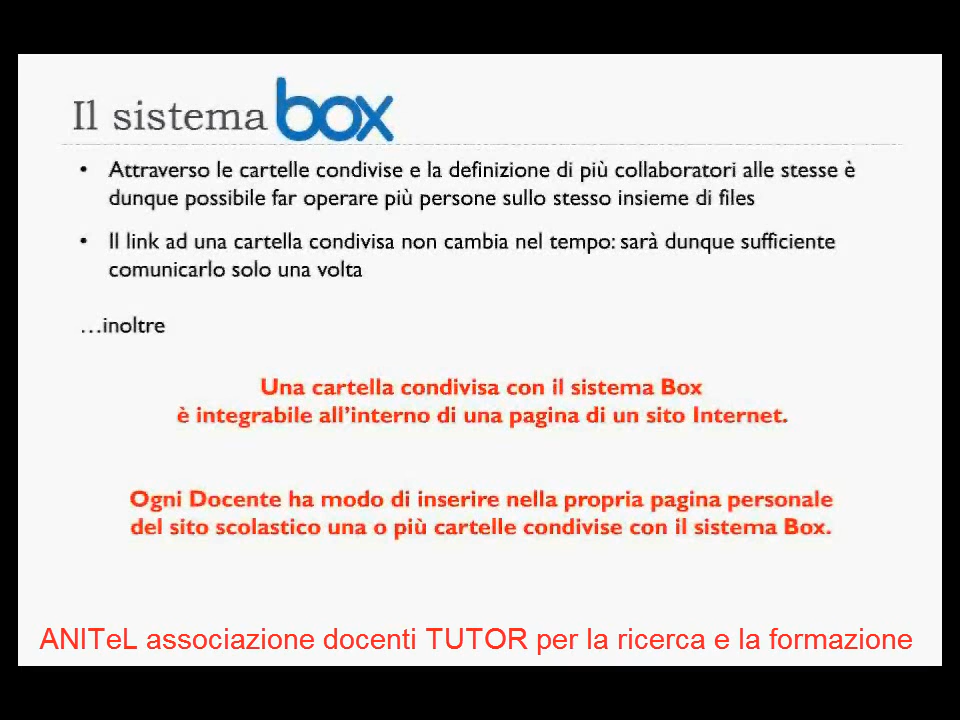 Il sistema box
• Attraverso le cartelle condivise e la definizione di più collaboratori alle stesse è
dunque possibile far operare più persone sullo stesso insieme di files
• Il link ad una cartella condivisa non cambia nel tempo: sarà dunque sufficiente
comunicarlo solo una volta
…inoltre
Una cartella condivisa con il sistema Box
è integrabile all’interno di una pagina di un sito Internet.
Ogni Docente ha modo di inserire nella propria pagina personale
del sito scolastico una o più cartelle condivise con il sistema Box.
ANITeL associazione docenti TUTOR per la ricerca e la formazione